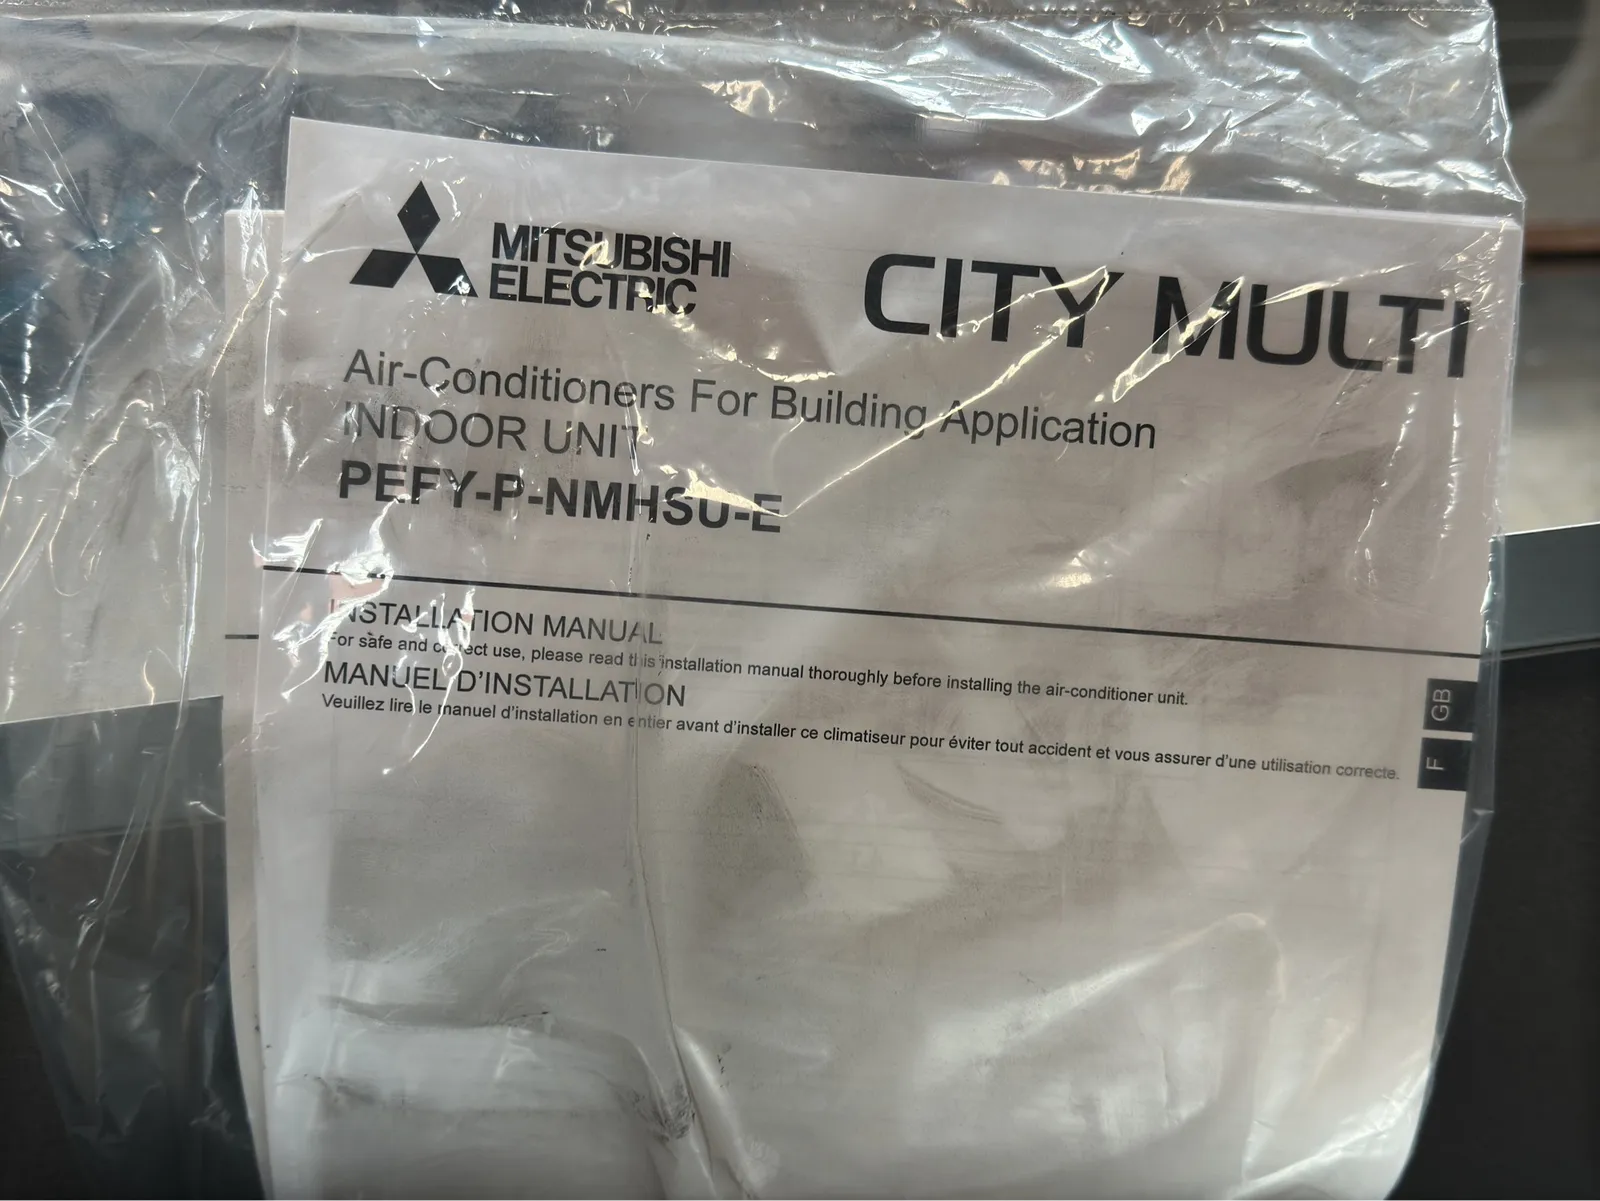 MITSUBISHI
ELECTRIC
CITY MULTI
Air-Conditioners For Building Application
INDOOR UNIT
PEFY-P-NMHSU-E
INSTALLATION MANUAL
For safe and correct use, please read this installation manual thoroughly before installing the air-conditioner unit.
MANUEL D'INSTALLATION
Veuillez lire le manuel d'installation en entier avant d'installer ce climatiseur pour éviter tout accident et vous assurer d'une utilisation correcte.
GB
F